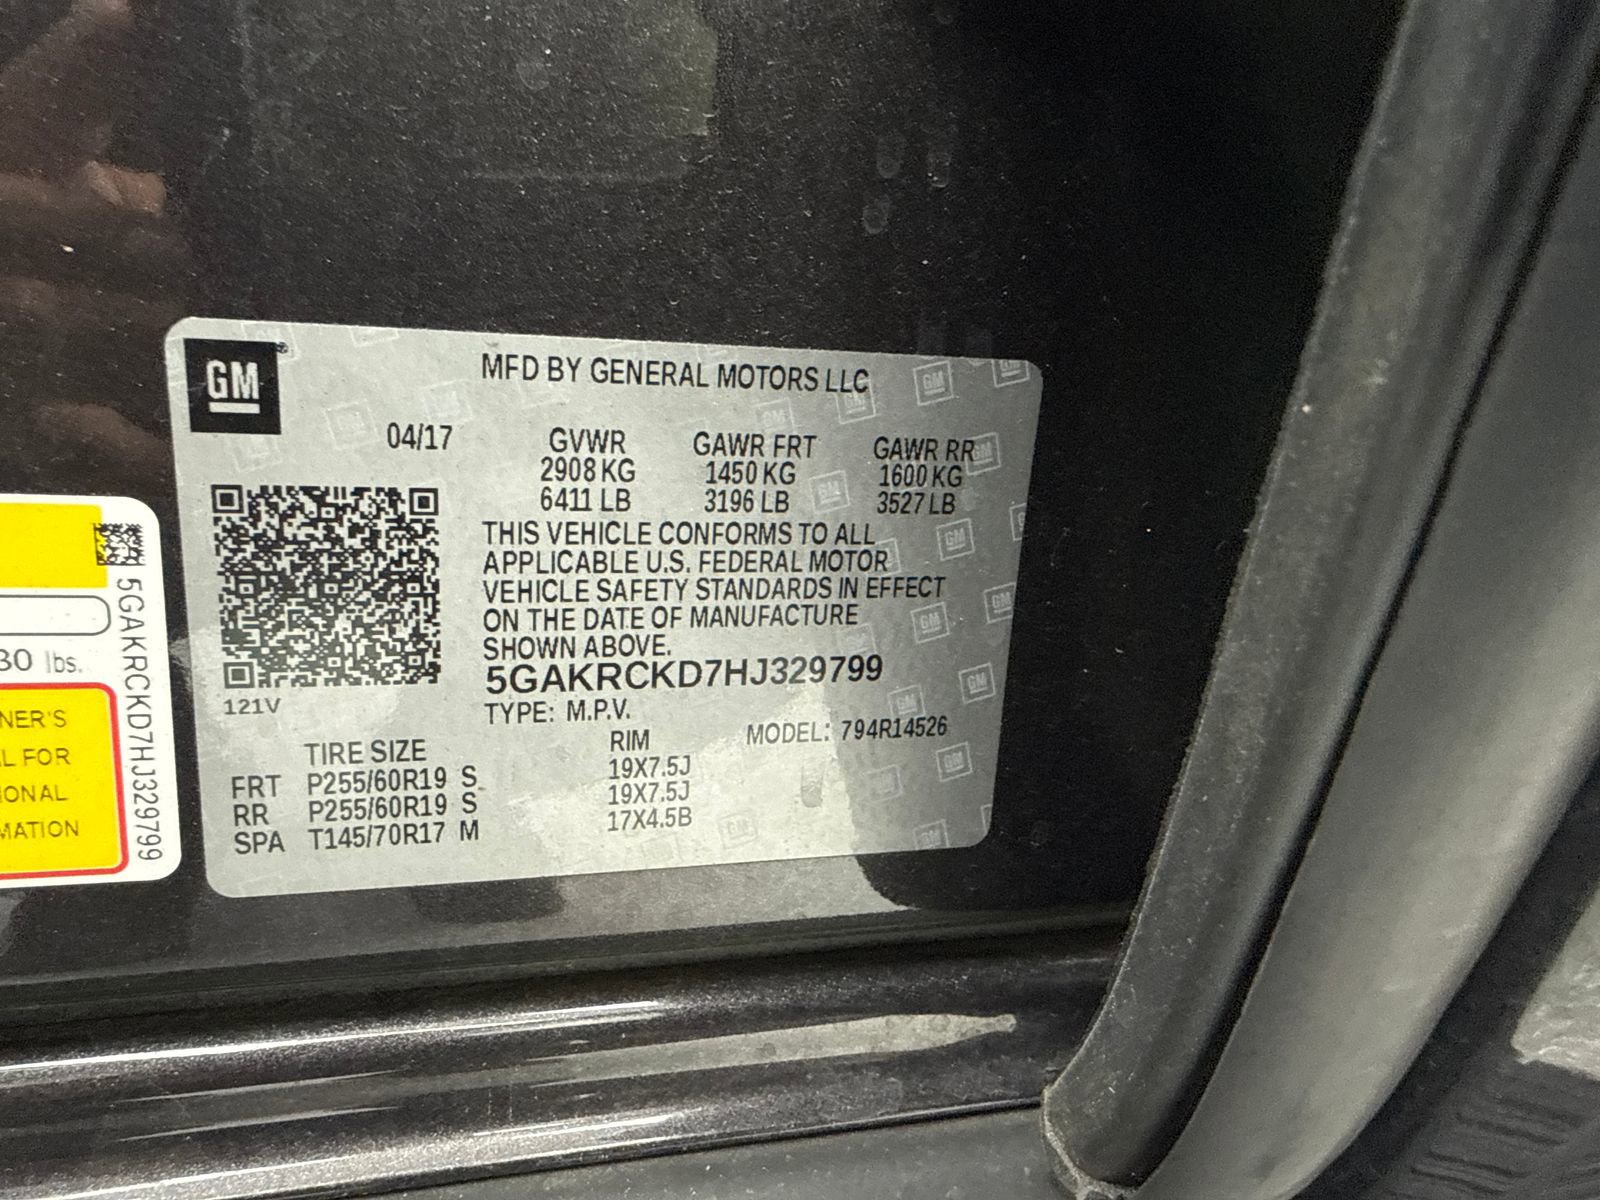 GM
MFD BY GENERAL MOTORS LLC
04/17 GVWR GAWR FRT GAWR RR
2908 KG 1450 KG 1600 KG
6411 LB 3196 LB 3527 LB
THIS VEHICLE CONFORMS TO ALL
APPLICABLE U.S. FEDERAL MOTOR
VEHICLE SAFETY STANDARDS IN EFFECT
ON THE DATE OF MANUFACTURE
SHOWN ABOVE.
5GAKRCKD7HJ329799
121V
TYPE: M.P.V.
MODEL: 794R14526
TIRE SIZE RIM
FRT P255/60R19 S 19X7.5J
RR P255/60R19 S 19X7.5J
SPA T145/70R17 M 17X4.5B
30 lbs.
NER'S
L FOR
IONAL
MATION
5GAKRCKD7HJ329799